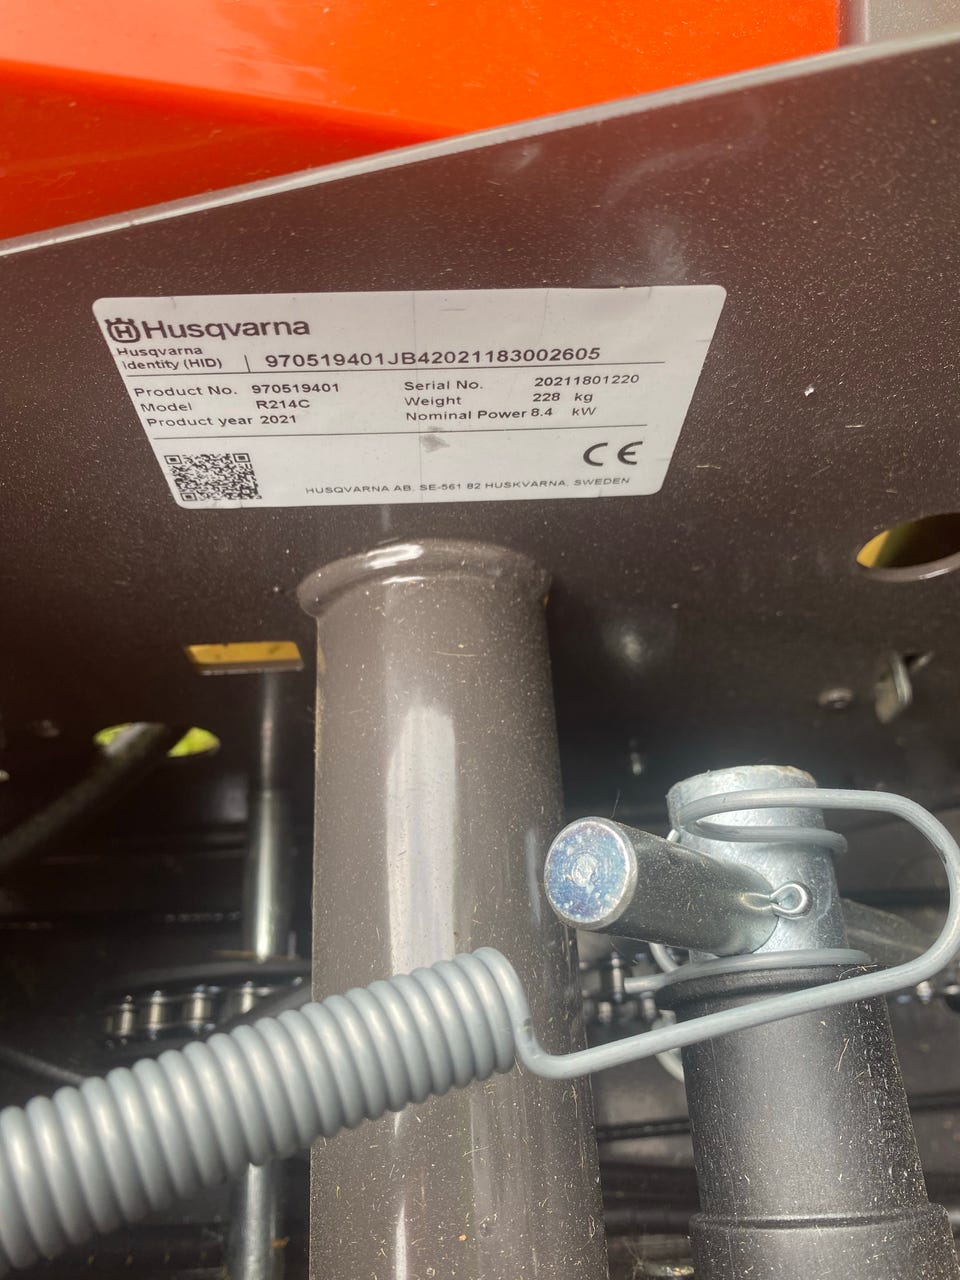 Husqvarna
Husqvarna
Identity (HID) | 970519401JB42021183002605
Product No. 970519401 Serial No. 20211801220
Model R214C Weight 228 kg
Product year 2021 Nominal Power 8.4 kW
CE
HUSQVARNA AB, SE-561 82 HUSKVARNA, SWEDEN